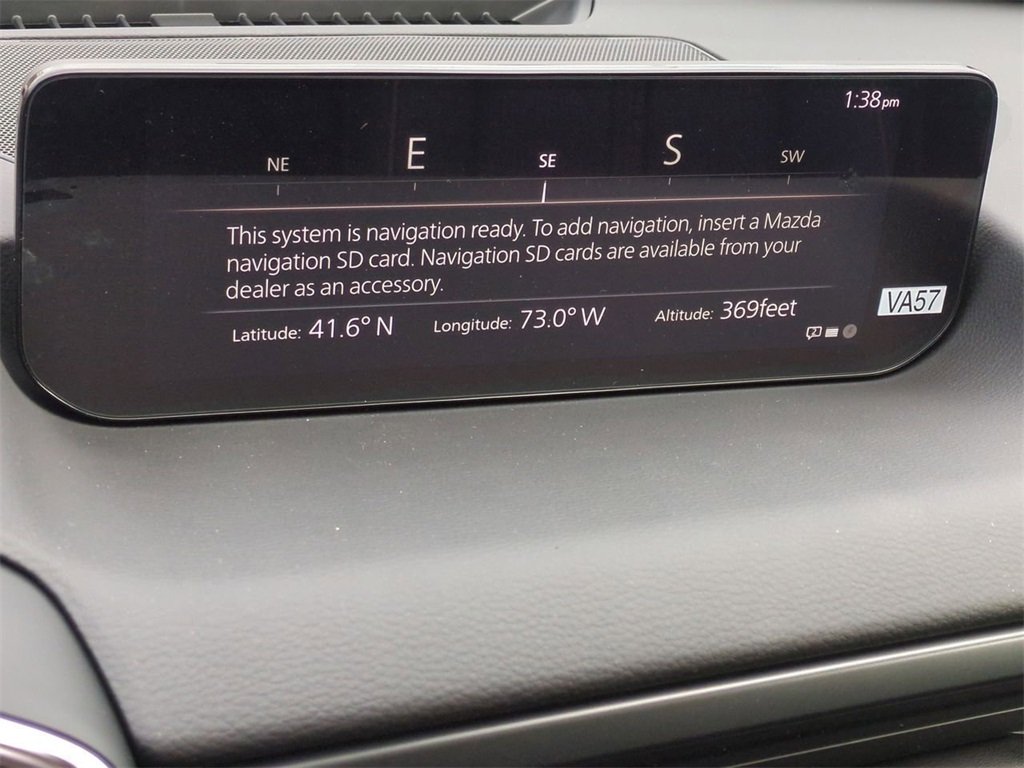 1:38pm
NE E SE S SW
This system is navigation ready. To add navigation, insert a Mazda
navigation SD card. Navigation SD cards are available from your
dealer as an accessory.
Latitude: 41.6° N Longitude: 73.0° W Altitude: 369feet
VA57